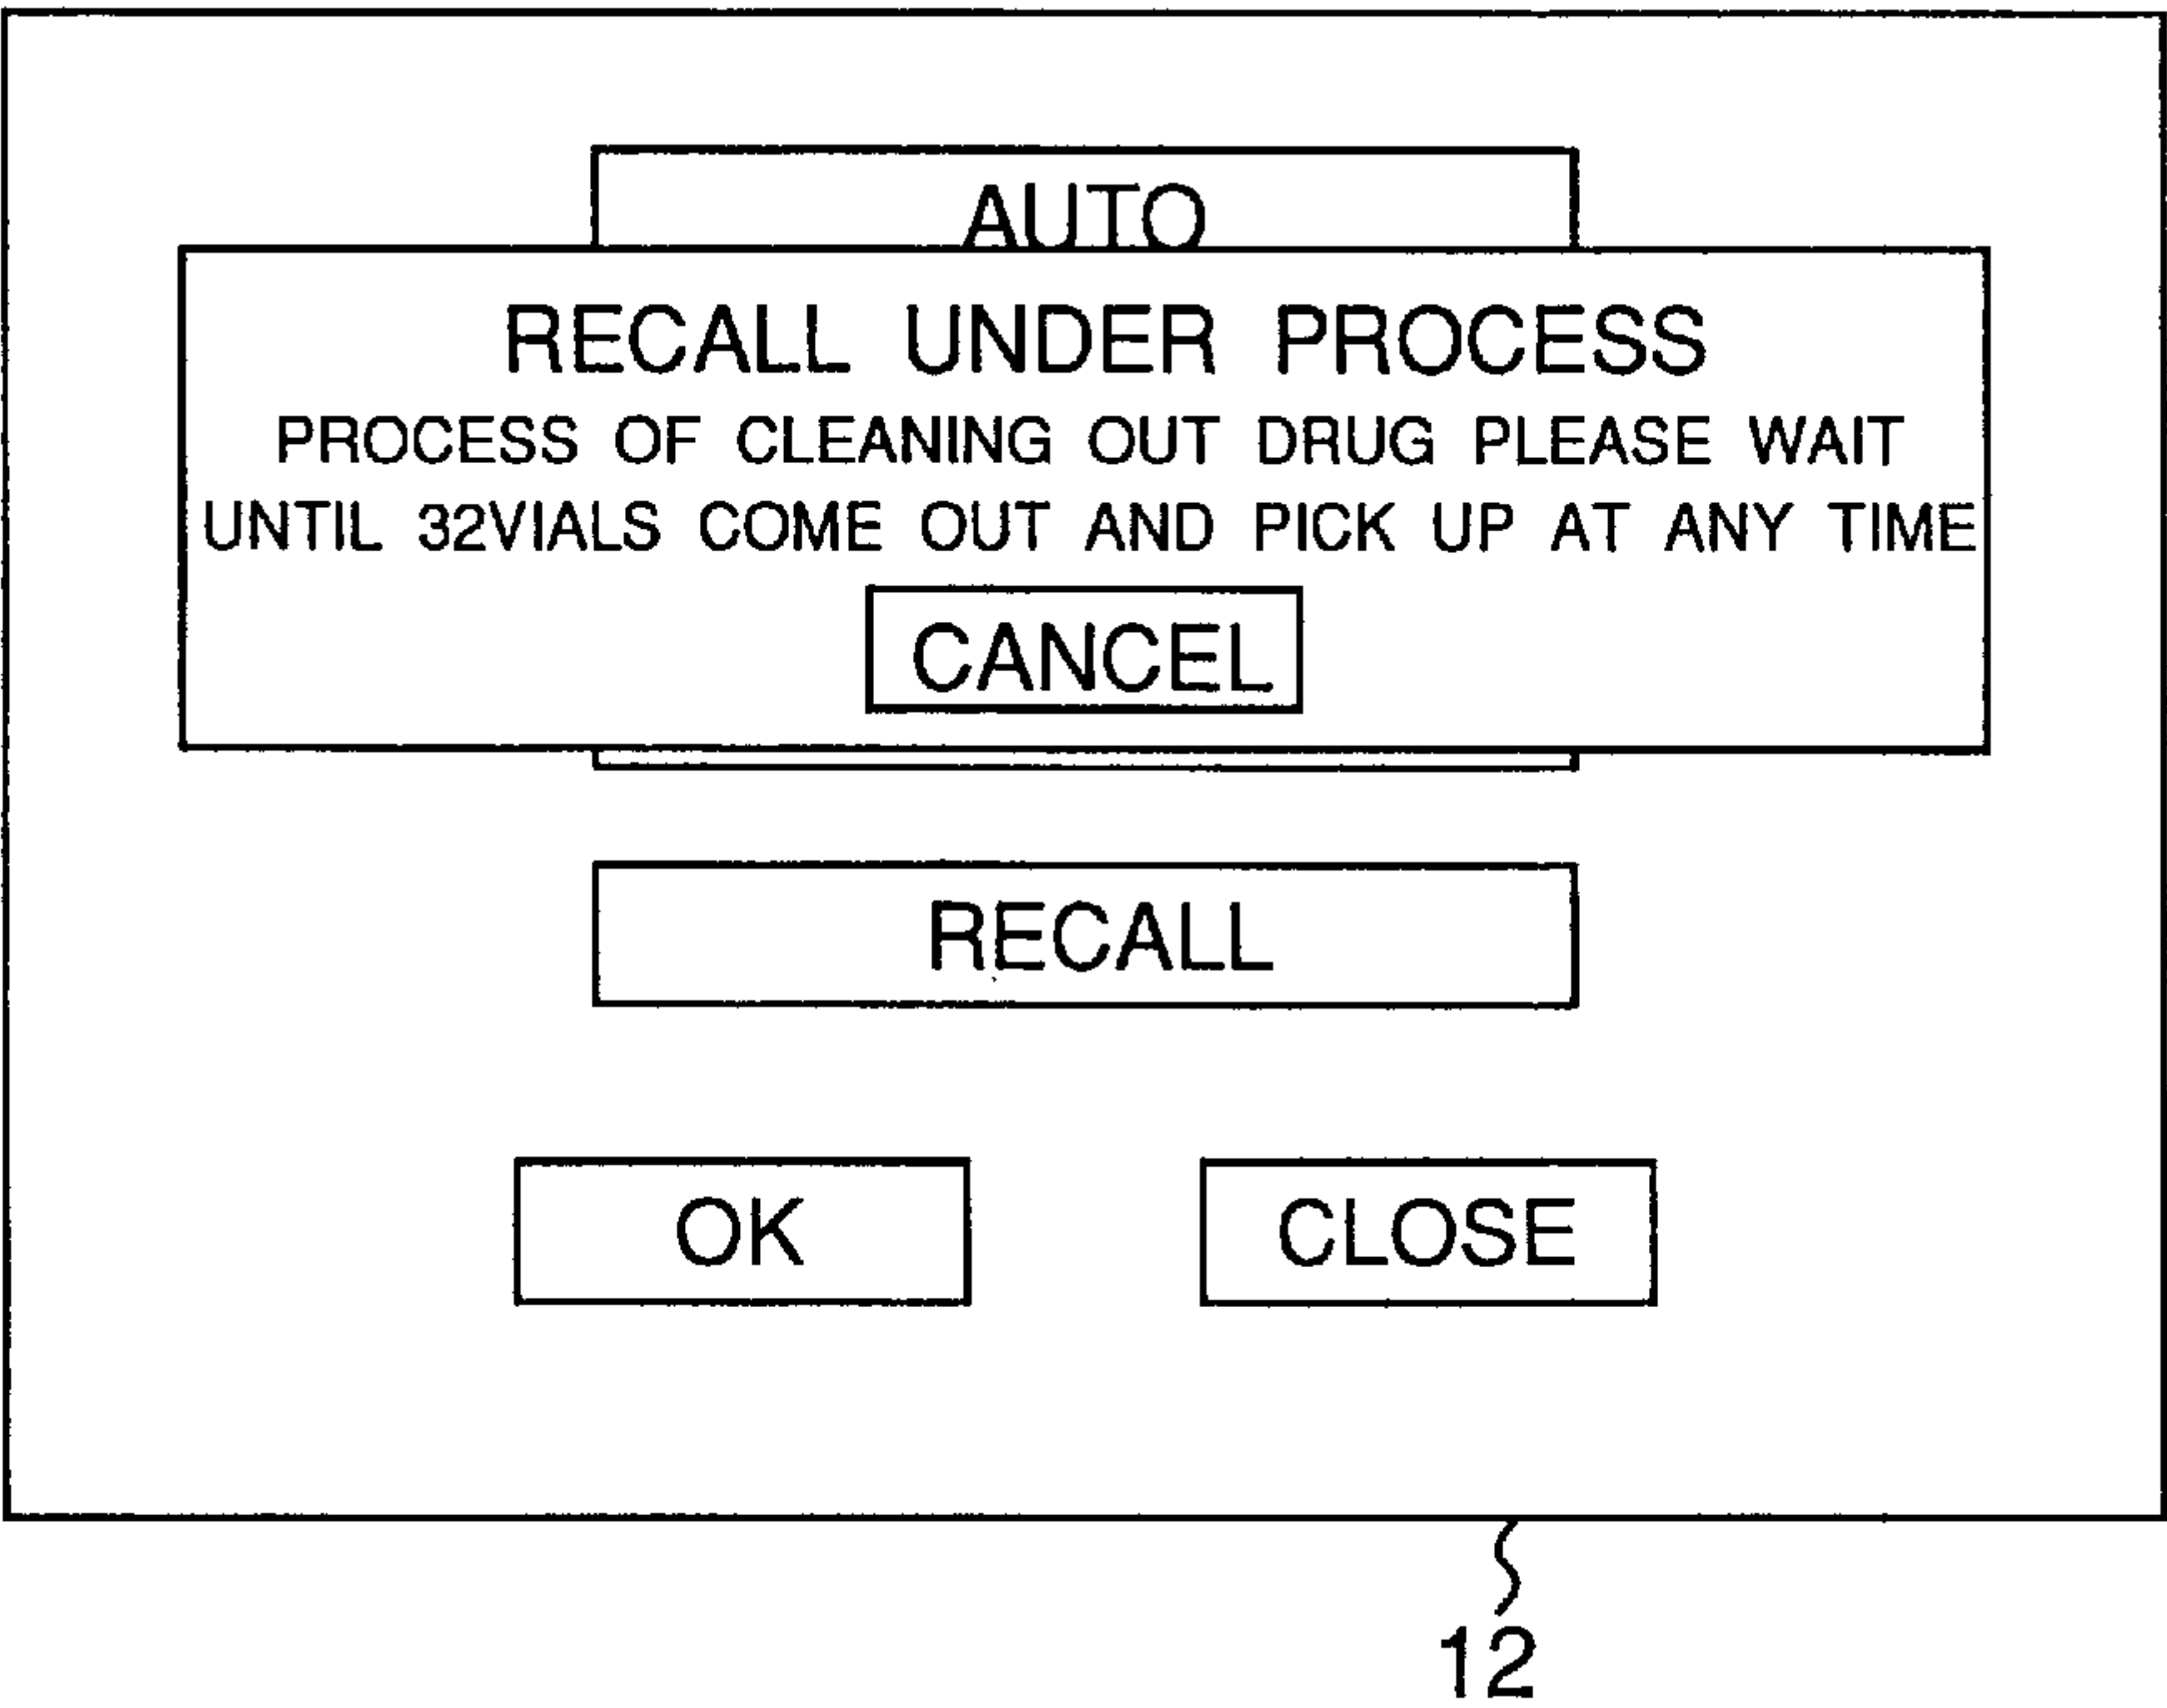 AUTO
RECALL UNDER PROCESS
PROCESS OF CLEANING OUT DRUG PLEASE WAIT
UNTIL 32VIALS COME OUT AND PICK UP AT ANY TIME
CANCEL
RECALL
OK CLOSE
12